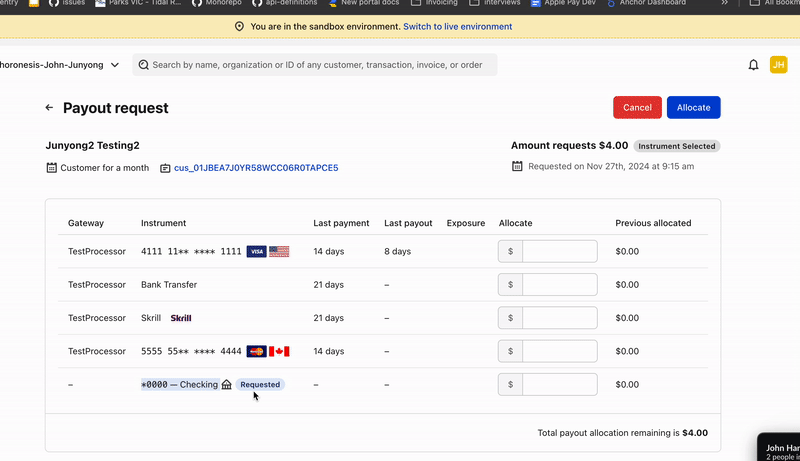 entry issues Parks VIC - Tidal R... Monorepo api-definitions New portal docs Invoicing interviews Apple Pay Dev Anchor Dashboard » All Bookm
You are in the sandbox environment. Switch to live environment
horonesis-John-Junyong Search by name, organization or ID of any customer, transaction, invoice, or order JH
← Payout request Cancel Allocate
Junyong2 Testing2 Amount requests $4.00 Instrument Selected
Customer for a month cus_01JBEA7J0YR58WCC06R0TAPCE5 Requested on Nov 27th, 2024 at 9:15 am
Gateway Instrument Last payment Last payout Exposure Allocate Previous allocated
TestProcessor 4111 11** **** 1111 VISA 14 days 8 days $ $0.00
TestProcessor Bank Transfer 21 days – $ $0.00
TestProcessor Skrill Skrill 21 days – $ $0.00
TestProcessor 5555 55** **** 4444 14 days – $ $0.00
– *0000 — Checking Requested – – $ $0.00
Total payout allocation remaining is $4.00
John Han
2 people in